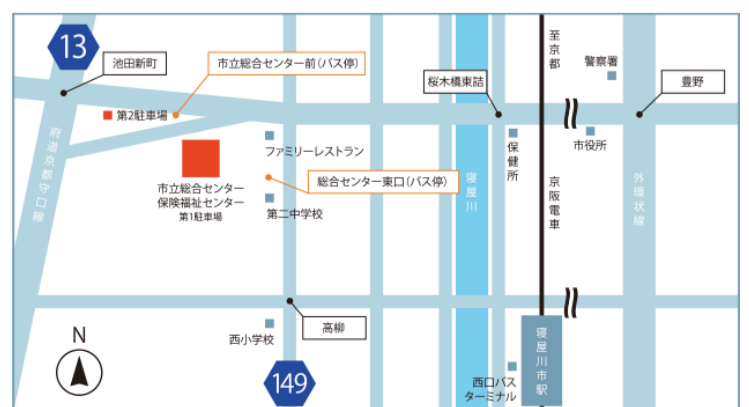 13
池田新町
市立総合センター前(バス停)
第2駐車場
府道京都守口線
市立総合センター
保険福祉センター
第1駐車場
ファミリーレストラン
総合センター東口(バス停)
第二中学校
桜木橋東詰
寝屋川
保健所
至京都
京阪電車
警察署
市役所
豊野
外環状線
高柳
西小学校
149
N
西口バス
ターミナル
寝屋川市駅